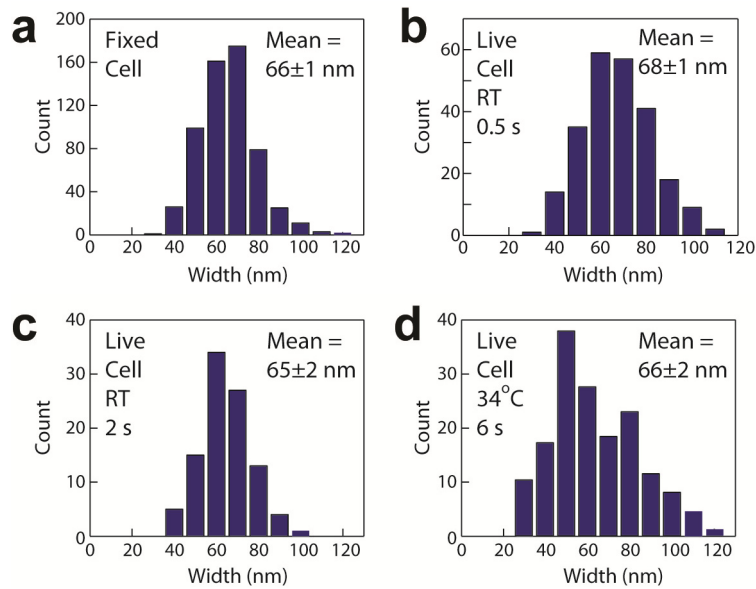 a
Fixed
Cell
Mean =
66±1 nm
200
160
120
80
40
0
Count
0 20 40 60 80 100 120
Width (nm)
b
Live
Cell
RT
0.5 s
Mean =
68±1 nm
60
40
20
0
Count
0 20 40 60 80 100 120
Width (nm)
c
Live
Cell
RT
2 s
Mean =
65±2 nm
40
30
20
10
0
Count
0 20 40 60 80 100 120
Width (nm)
d
Live
Cell
34°C
6 s
Mean =
66±2 nm
40
30
20
10
0
Count
0 20 40 60 80 100 120
Width (nm)